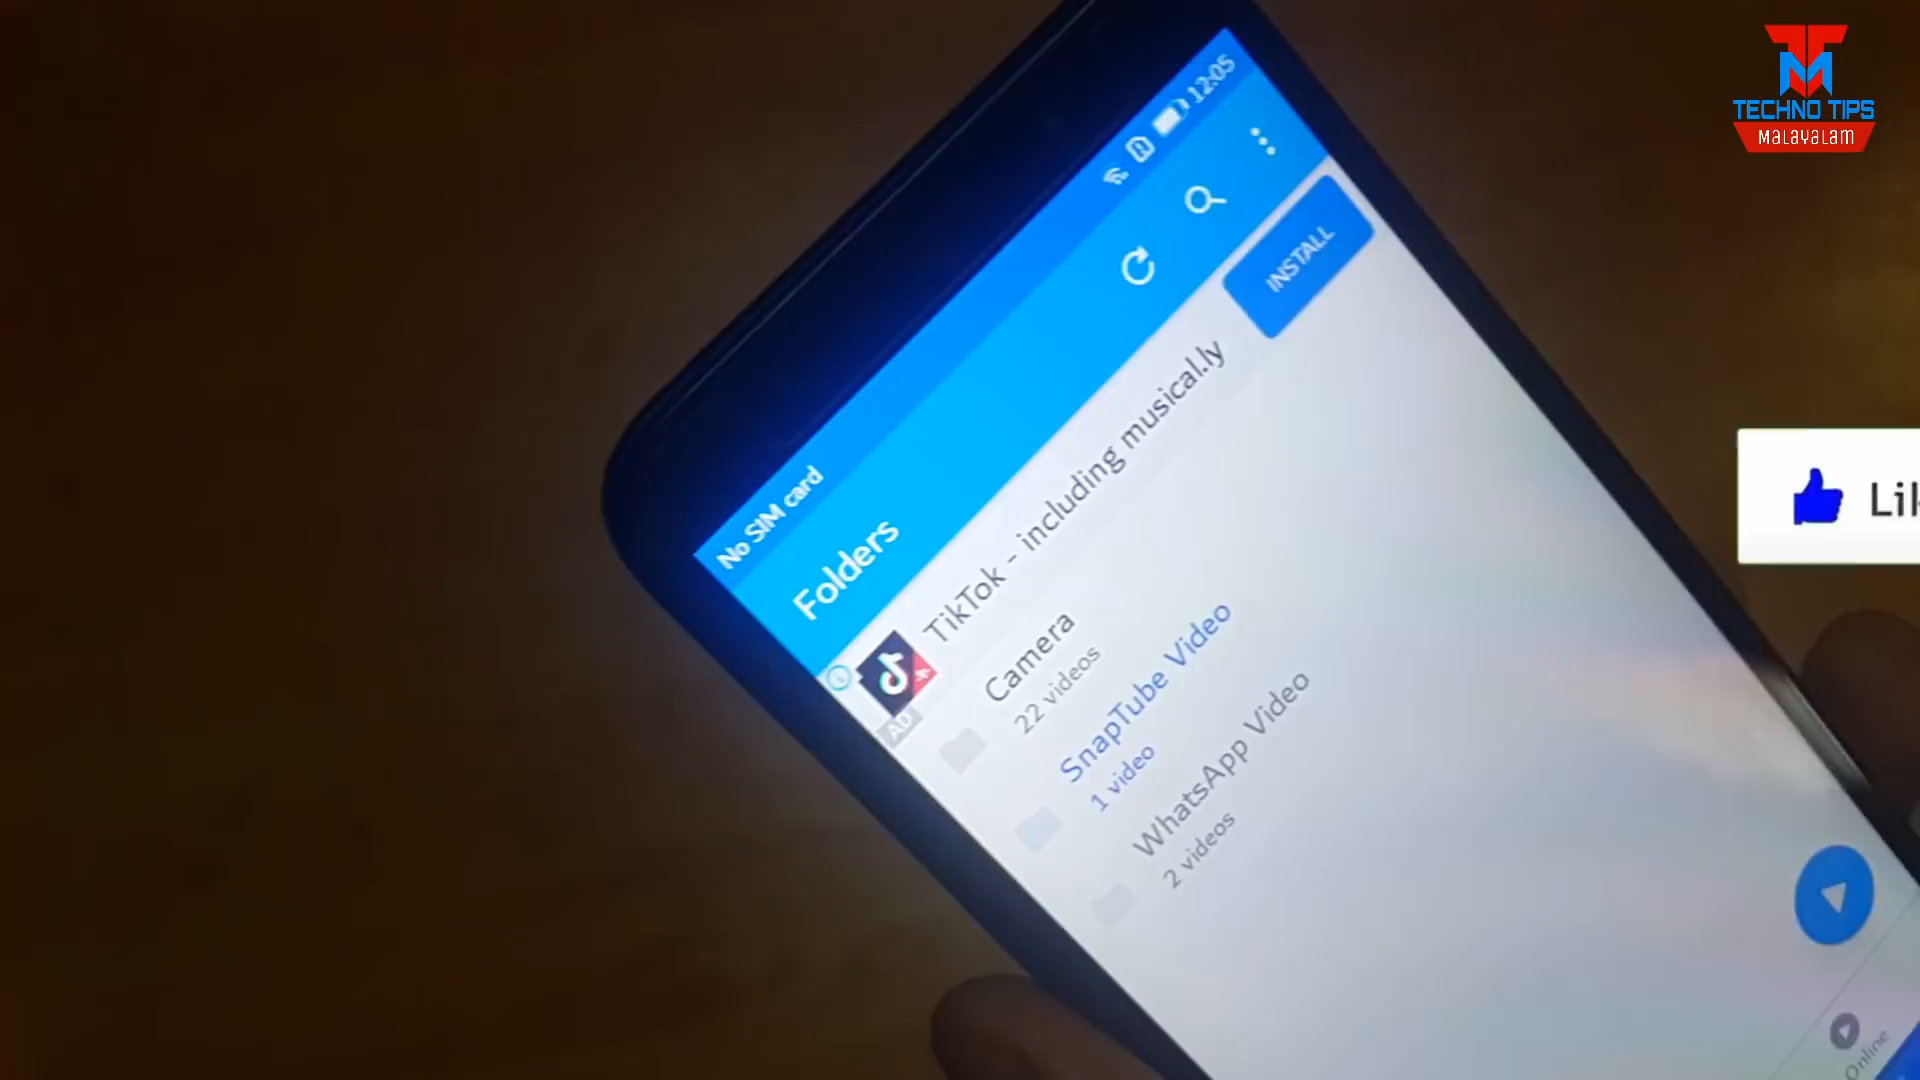 TECHNO TIPS
MALAYALAM
No SIM card
12:05
Folders
TikTok - including musical.ly
INSTALL
AD
Camera
22 videos
SnapTube Video
1 video
WhatsApp Video
2 videos
Online